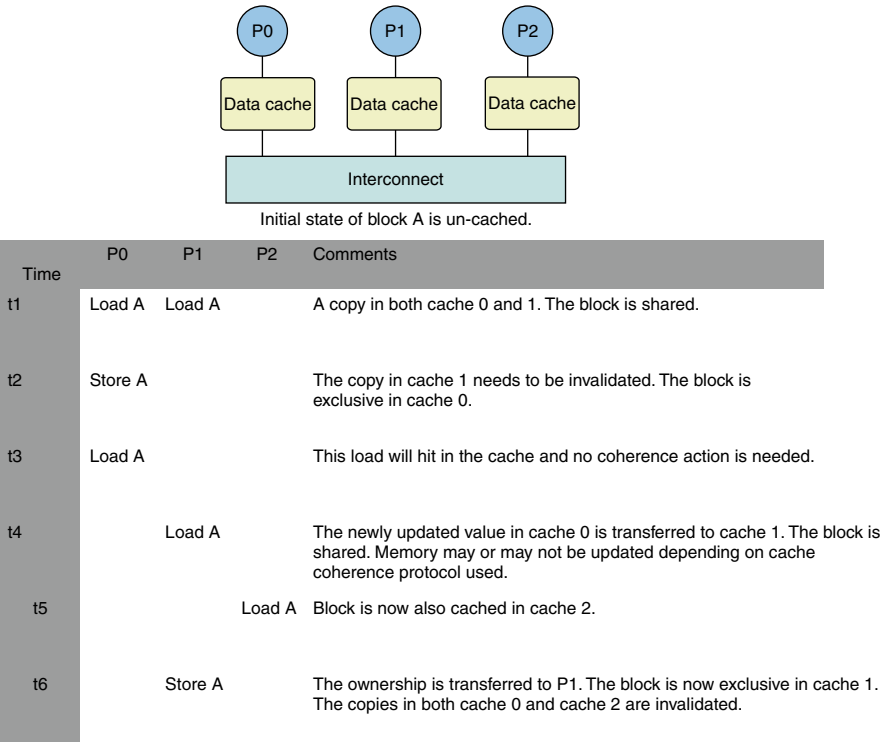 P0 P1 P2
Data cache Data cache Data cache
Interconnect
Initial state of block A is un-cached.
P0 P1 P2 Comments
Time
t1 Load A Load A A copy in both cache 0 and 1. The block is shared.
t2 Store A The copy in cache 1 needs to be invalidated. The block is
exclusive in cache 0.
t3 Load A This load will hit in the cache and no coherence action is needed.
t4 Load A The newly updated value in cache 0 is transferred to cache 1. The block is
shared. Memory may or may not be updated depending on cache
coherence protocol used.
t5 Load A Block is now also cached in cache 2.
t6 Store A The ownership is transferred to P1. The block is now exclusive in cache 1.
The copies in both cache 0 and cache 2 are invalidated.